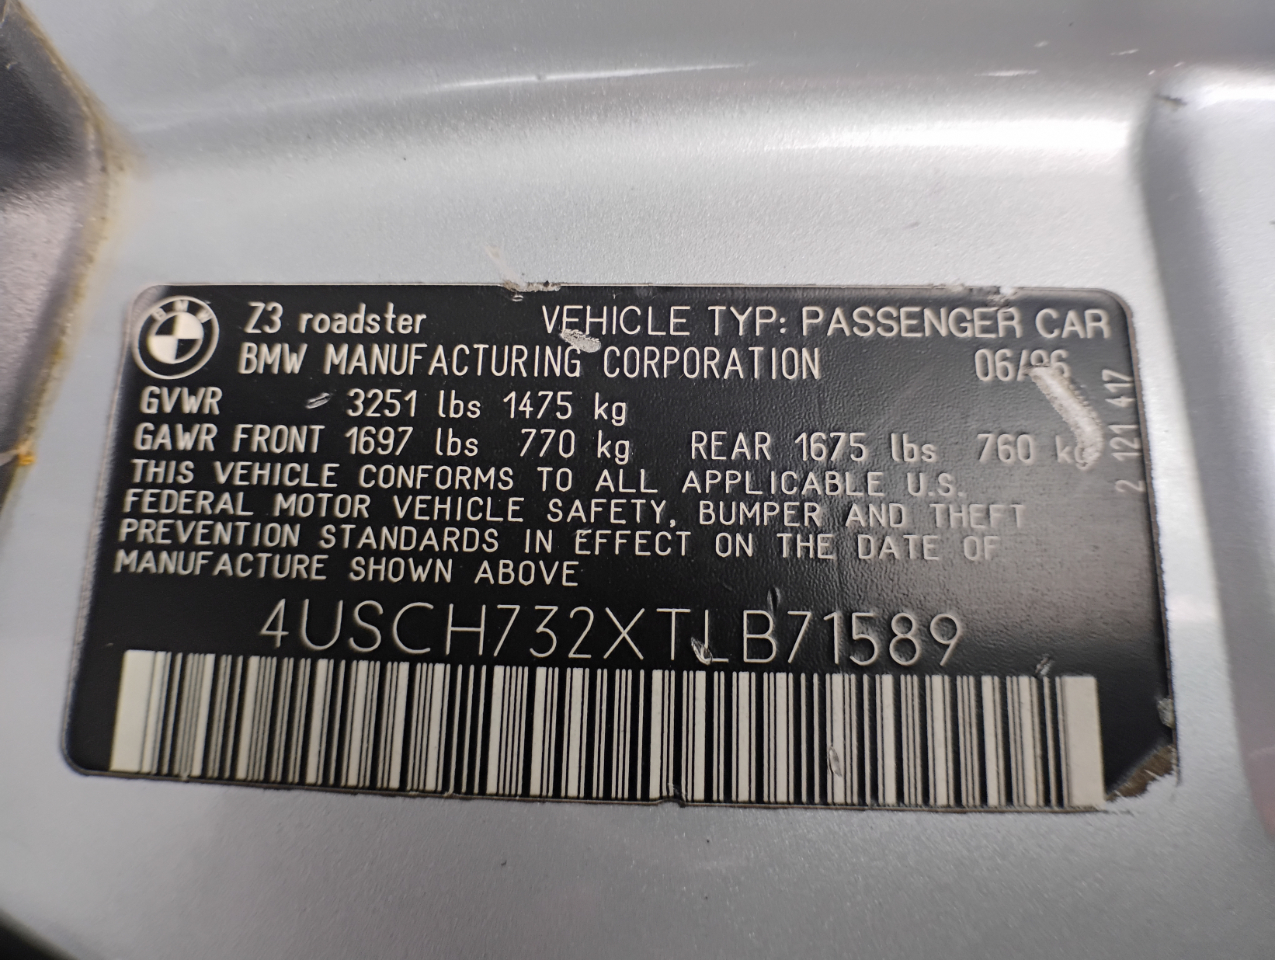 BMW
Z3 roadster VEHICLE TYP: PASSENGER CAR
BMW MANUFACTURING CORPORATION 06/96
GVWR 3251 lbs 1475 kg
GAWR FRONT 1697 lbs 770 kg REAR 1675 lbs 760 kg
THIS VEHICLE CONFORMS TO ALL APPLICABLE U.S.
FEDERAL MOTOR VEHICLE SAFETY, BUMPER AND THEFT
PREVENTION STANDARDS IN EFFECT ON THE DATE OF
MANUFACTURE SHOWN ABOVE
4USCH732XTLB71589
2 121 417